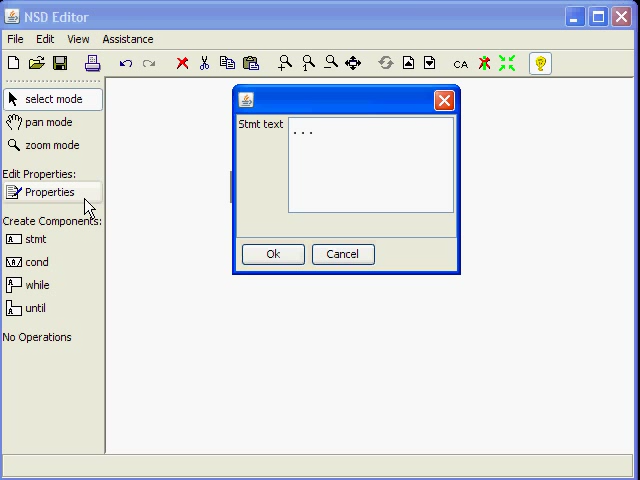 NSD Editor
File Edit View Assistance
1 CA
select mode
pan mode
zoom mode
Edit Properties:
Properties
Create Components:
A stmt
A cond
A while
A until
No Operations
Stmt text
...
Ok Cancel